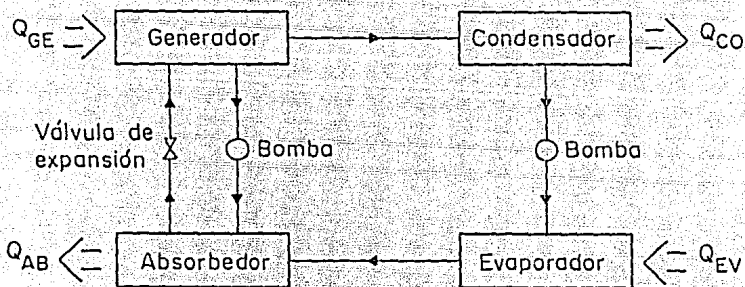 Q_GE
Generador
Condensador
Q_CO
Válvula de
expansión
Bomba
Bomba
Q_AB
Absorbedor
Evaporador
Q_EV